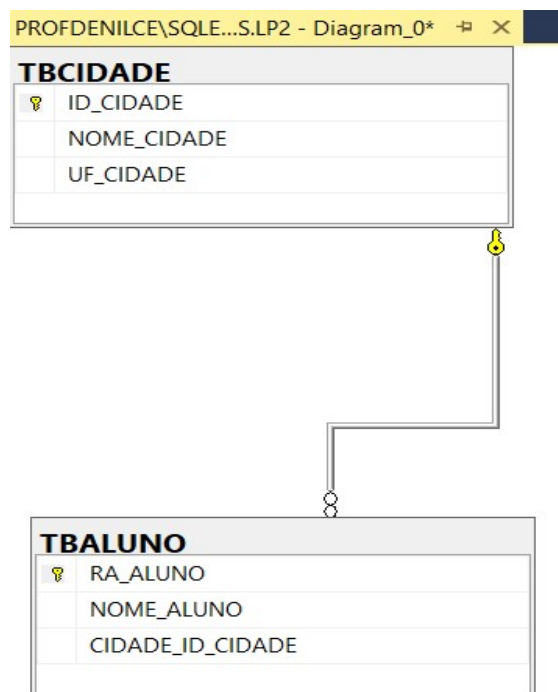 PROFDENILCE\SQLE...S.LP2 - Diagram_0*
TBCIDADE
ID_CIDADE
NOME_CIDADE
UF_CIDADE
TBALUNO
RA_ALUNO
NOME_ALUNO
CIDADE_ID_CIDADE